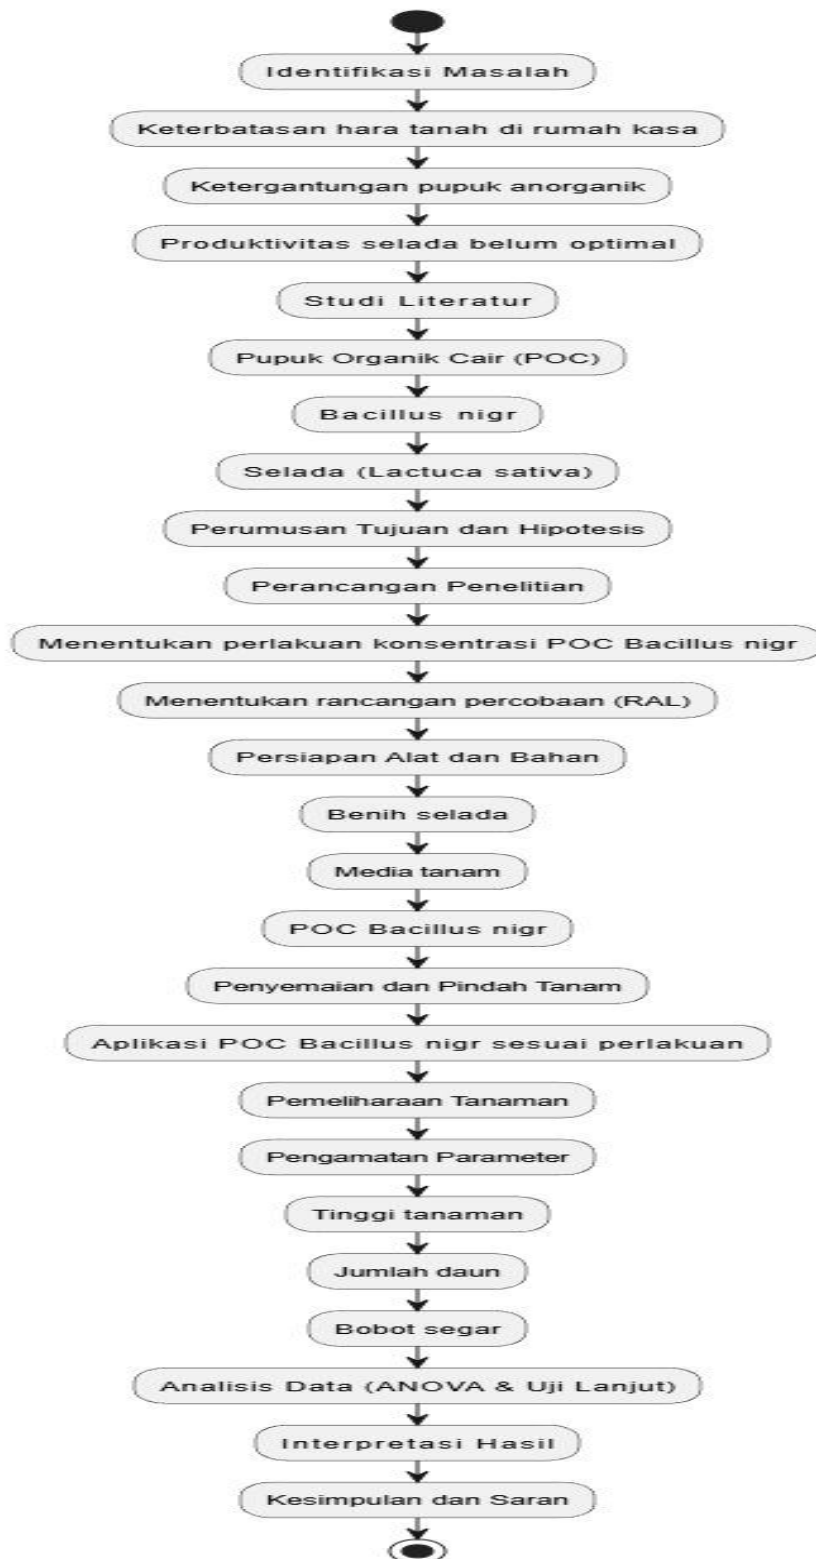 Identifikasi Masalah
Keterbatasan hara tanah di rumah kasa
Ketergantungan pupuk anorganik
Produktivitas selada belum optimal
Studi Literatur
Pupuk Organik Cair (POC)
Bacillus nigr
Selada (Lactuca sativa)
Perumusan Tujuan dan Hipotesis
Perancangan Penelitian
Menentukan perlakuan konsentrasi POC Bacillus nigr
Menentukan rancangan percobaan (RAL)
Persiapan Alat dan Bahan
Benih selada
Media tanam
POC Bacillus nigr
Penyemaian dan Pindah Tanam
Aplikasi POC Bacillus nigr sesuai perlakuan
Pemeliharaan Tanaman
Pengamatan Parameter
Tinggi tanaman
Jumlah daun
Bobot segar
Analisis Data (ANOVA & Uji Lanjut)
Interpretasi Hasil
Kesimpulan dan Saran